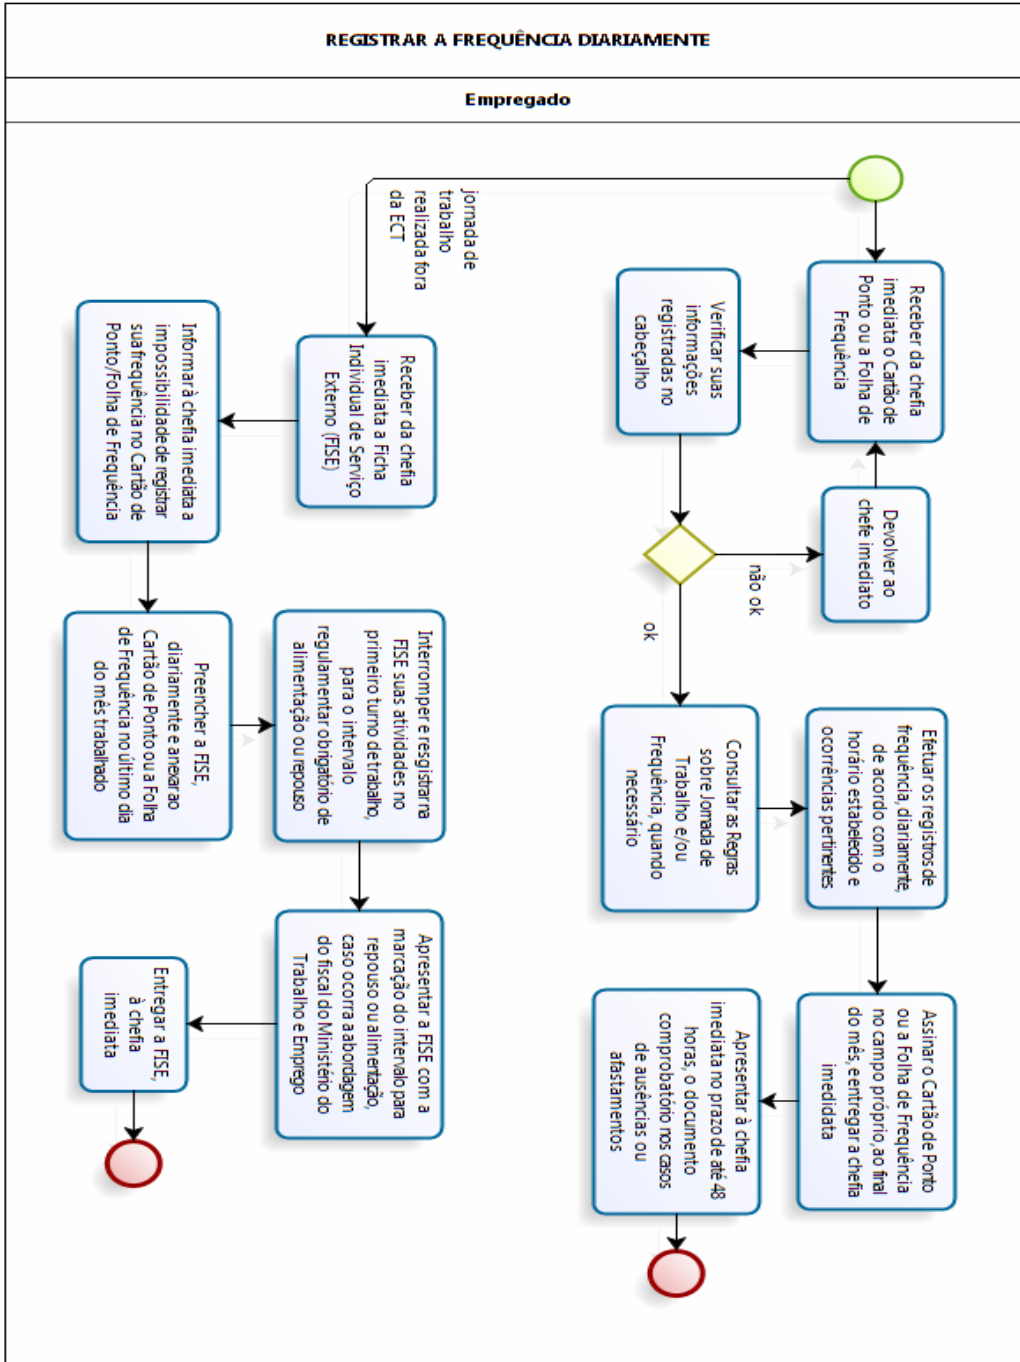 REGISTRAR A FREQUÊNCIA DIARIAMENTE
Empregado
Receber da chefia
imediata o Cartão de
Ponto ou a Folha de
Frequência
Verificar suas
informações
registradas no
cabeçalho
Devolver ao
chefe imediato
não ok
ok
Consultar as Regras
sobre Jornada de
Trabalho e/ou
Frequência, quando
necessário
Efetuar os registros de
frequência, diariamente,
de acordo com o
horário estabelecido e
ocorrências pertinentes
Assinar o Cartão de Ponto
ou a Folha de Frequência
no campo próprio, ao final
do mês, e entregar a chefia
imedidata
Apresentar à chefia
imediata no prazo de até 48
horas, o documento
comprobatório nos casos
de ausências ou
afastamentos
jornada de
trabalho
realizada fora
da ECT
Receber da chefia
imediata a Ficha
Individual de Serviço
Externo (FISE)
Informar à chefia imediata a
impossibilidade de registrar
sua frequência no Cartão de
Ponto/Folha de Frequência
Preencher a FISE,
diariamente e anexar ao
Cartão de Ponto ou a Folha
de Frequência no último dia
do mês trabalhado
Interromper e resgistrar na
FISE suas atividades no
primeiro turno de trabalho,
para o intervalo
regulamentar obrigatório de
alimentação ou repouso
Apresentar a FISE com a
marcação do intervalo para
repouso ou alimentação,
caso ocorra a abordagem
do fiscal do Ministério do
Trabalho e Emprego
Entregar a FISE,
à chefia
imediata